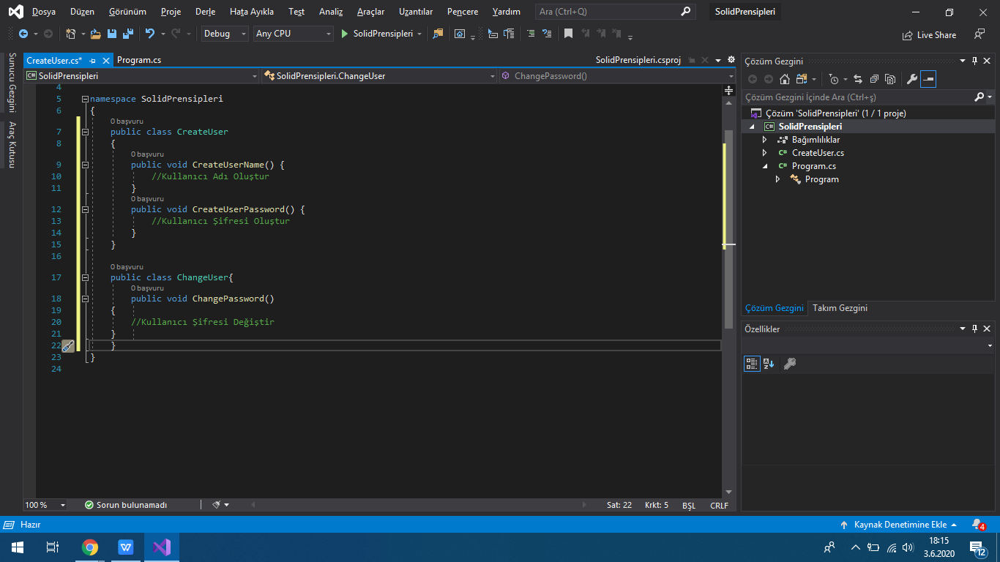 Dosya Düzen Görünüm Proje Derle Hata Ayıkla Test Analiz Araçlar Uzantılar Pencere Yardım Ara (Ctrl+Q) SolidPrensipleri
Debug Any CPU SolidPrensipleri Live Share
Sunucu Gezgini
Araç Kutusu
CreateUser.cs* Program.cs SolidPrensipleri.csproj
C# SolidPrensipleri SolidPrensipleri.ChangeUser ChangePassword()
4
5 namespace SolidPrensipleri
6 {
0 başvuru
7 public class CreateUser
8 {
0 başvuru
9 public void CreateUserName() {
10 //Kullanıcı Adı Oluştur
11 }
0 başvuru
12 public void CreateUserPassword() {
13 //Kullanıcı Şifresi Oluştur
14 }
15 }
16
0 başvuru
17 public class ChangeUser{
0 başvuru
18 public void ChangePassword()
19 {
20 //Kullanıcı Şifresi Değiştir
21 }
22 }
23 }
24
100 % Sorun bulunamadı Sat: 22 Krkt: 5 BŞL CRLF
Çözüm Gezgini
Çözüm Gezgini İçinde Ara (Ctrl+ş)
Çözüm 'SolidPrensipleri' (1 / 1 proje)
C# SolidPrensipleri
Bağımlılıklar
C# CreateUser.cs
C# Program.cs
Program
Çözüm Gezgini Takım Gezgini
Özellikler
Hazır Kaynak Denetimine Ekle 4
W 18:15
3.6.2020 12